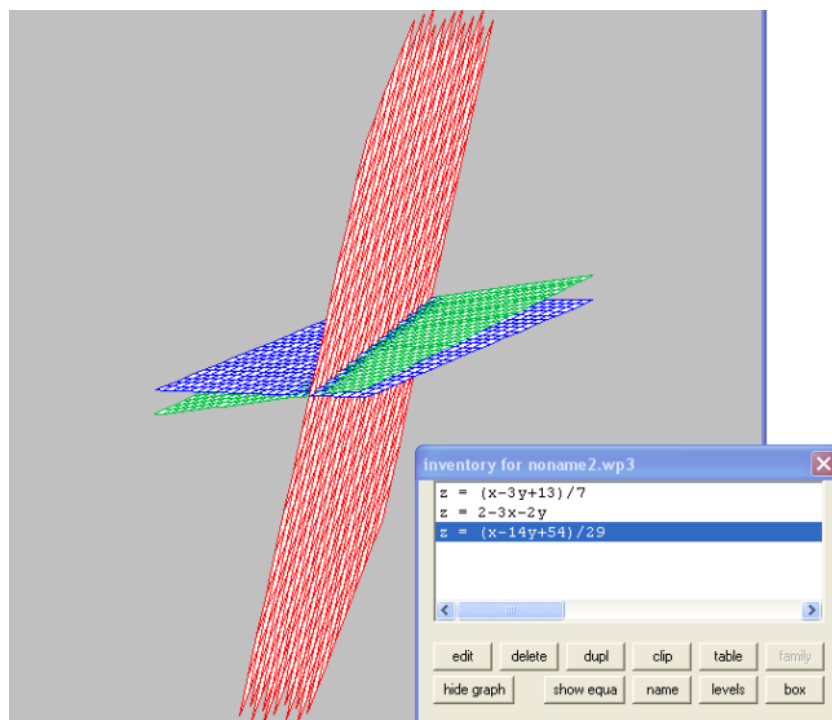 inventory for noname2.wp3
z = (x-3y+13)/7
z = 2-3x-2y
z = (x-14y+54)/29
edit delete dupl clip table family
hide graph show equa name levels box